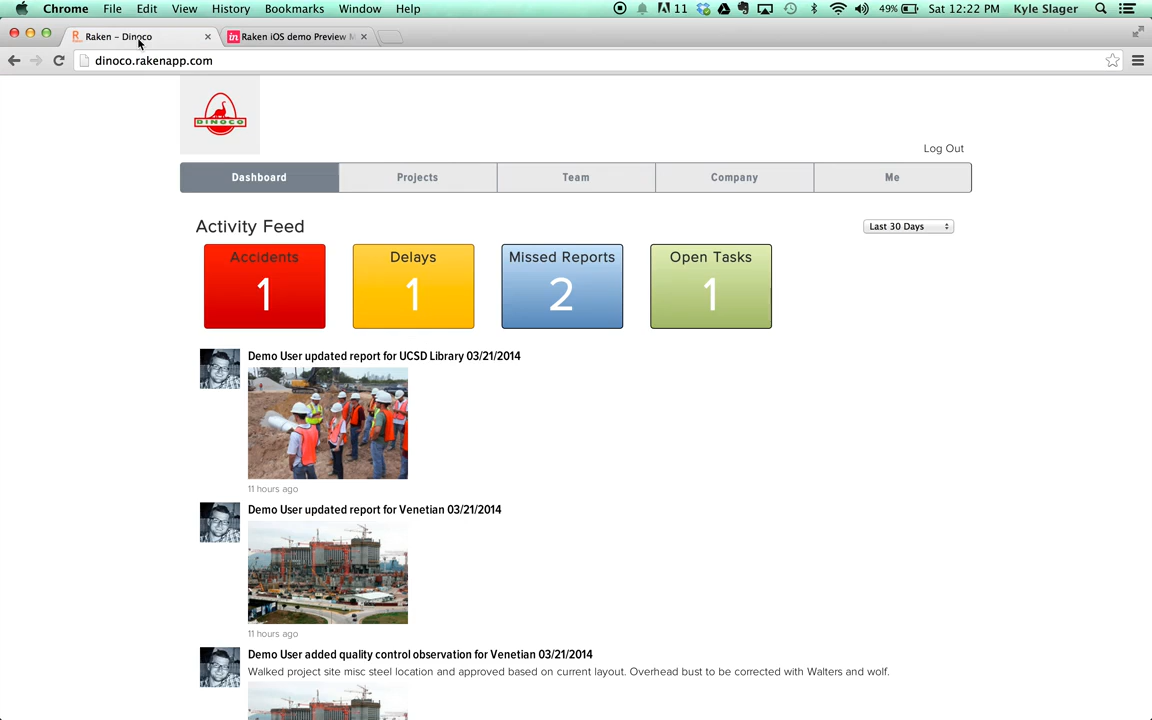 Chrome File Edit View History Bookmarks Window Help 11 49% Sat 12:22 PM Kyle Slager
Raken – Dinoco
Raken iOS demo Preview M
dinoco.rakenapp.com
DINOCO
Log Out
Dashboard Projects Team Company Me
Activity Feed
Last 30 Days
Accidents Delays Missed Reports Open Tasks
1 1 2 1
Demo User updated report for UCSD Library 03/21/2014
11 hours ago
Demo User updated report for Venetian 03/21/2014
11 hours ago
Demo User added quality control observation for Venetian 03/21/2014
Walked project site misc steel location and approved based on current layout. Overhead bust to be corrected with Walters and wolf.